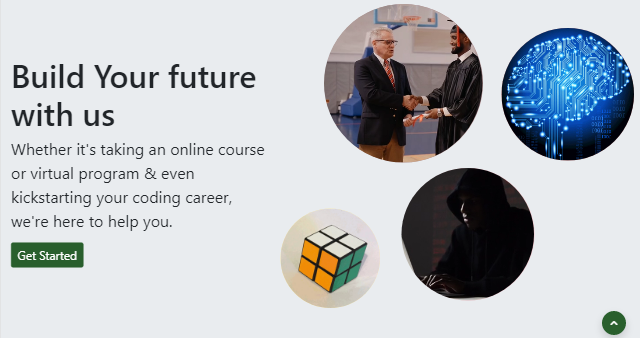 Build Your future
with us
Whether it's taking an online course
or virtual program & even
kickstarting your coding career,
we're here to help you.
Get Started